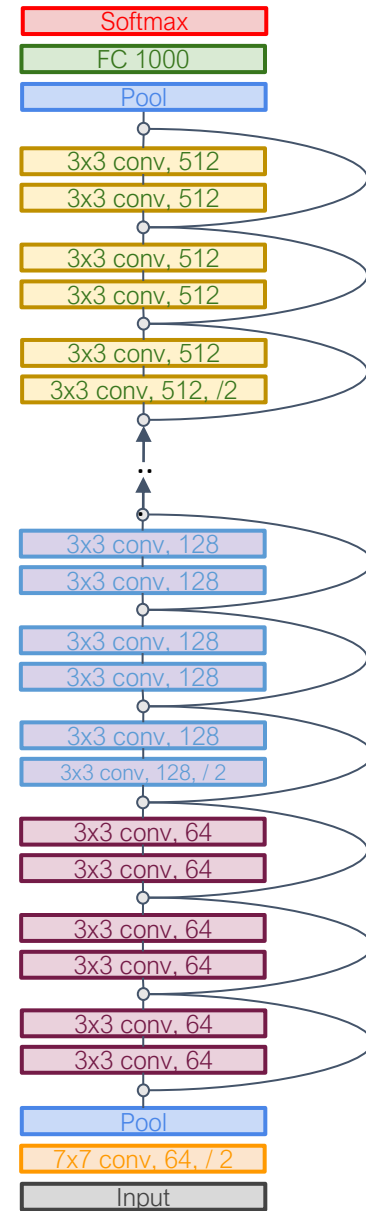 Softmax
FC 1000
Pool
3x3 conv, 512
3x3 conv, 512
3x3 conv, 512
3x3 conv, 512
3x3 conv, 512
3x3 conv, 512, /2
..
.
3x3 conv, 128
3x3 conv, 128
3x3 conv, 128
3x3 conv, 128
3x3 conv, 128
3x3 conv, 128, / 2
3x3 conv, 64
3x3 conv, 64
3x3 conv, 64
3x3 conv, 64
3x3 conv, 64
3x3 conv, 64
Pool
7x7 conv, 64, / 2
Input